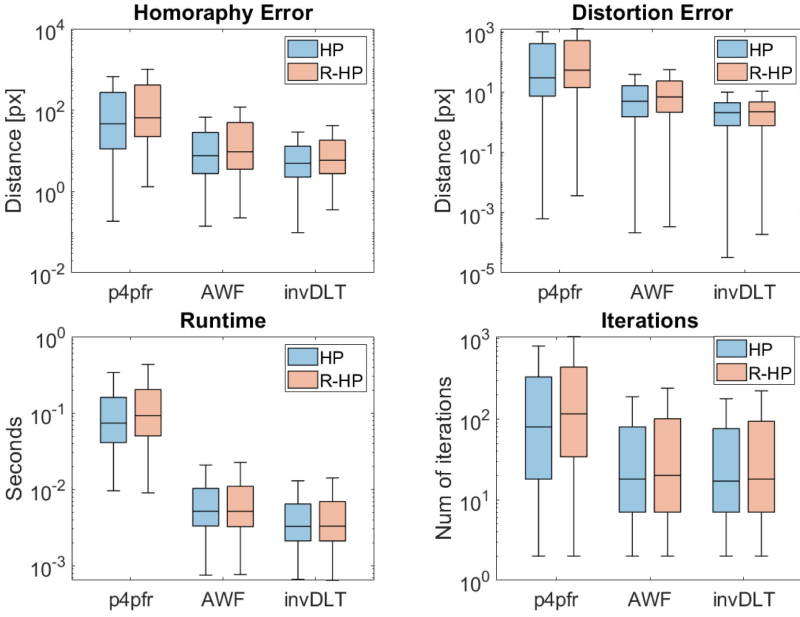 Homoraphy Error
Distance [px]
10^4
10^2
10^0
10^-2
HP
R-HP
p4pfr AWF invDLT
Distortion Error
Distance [px]
10^3
10^1
10^-1
10^-3
10^-5
HP
R-HP
p4pfr AWF invDLT
Runtime
Seconds
10^0
10^-1
10^-2
10^-3
HP
R-HP
p4pfr AWF invDLT
Iterations
Num of iterations
10^3
10^2
10^1
10^0
HP
R-HP
p4pfr AWF invDLT